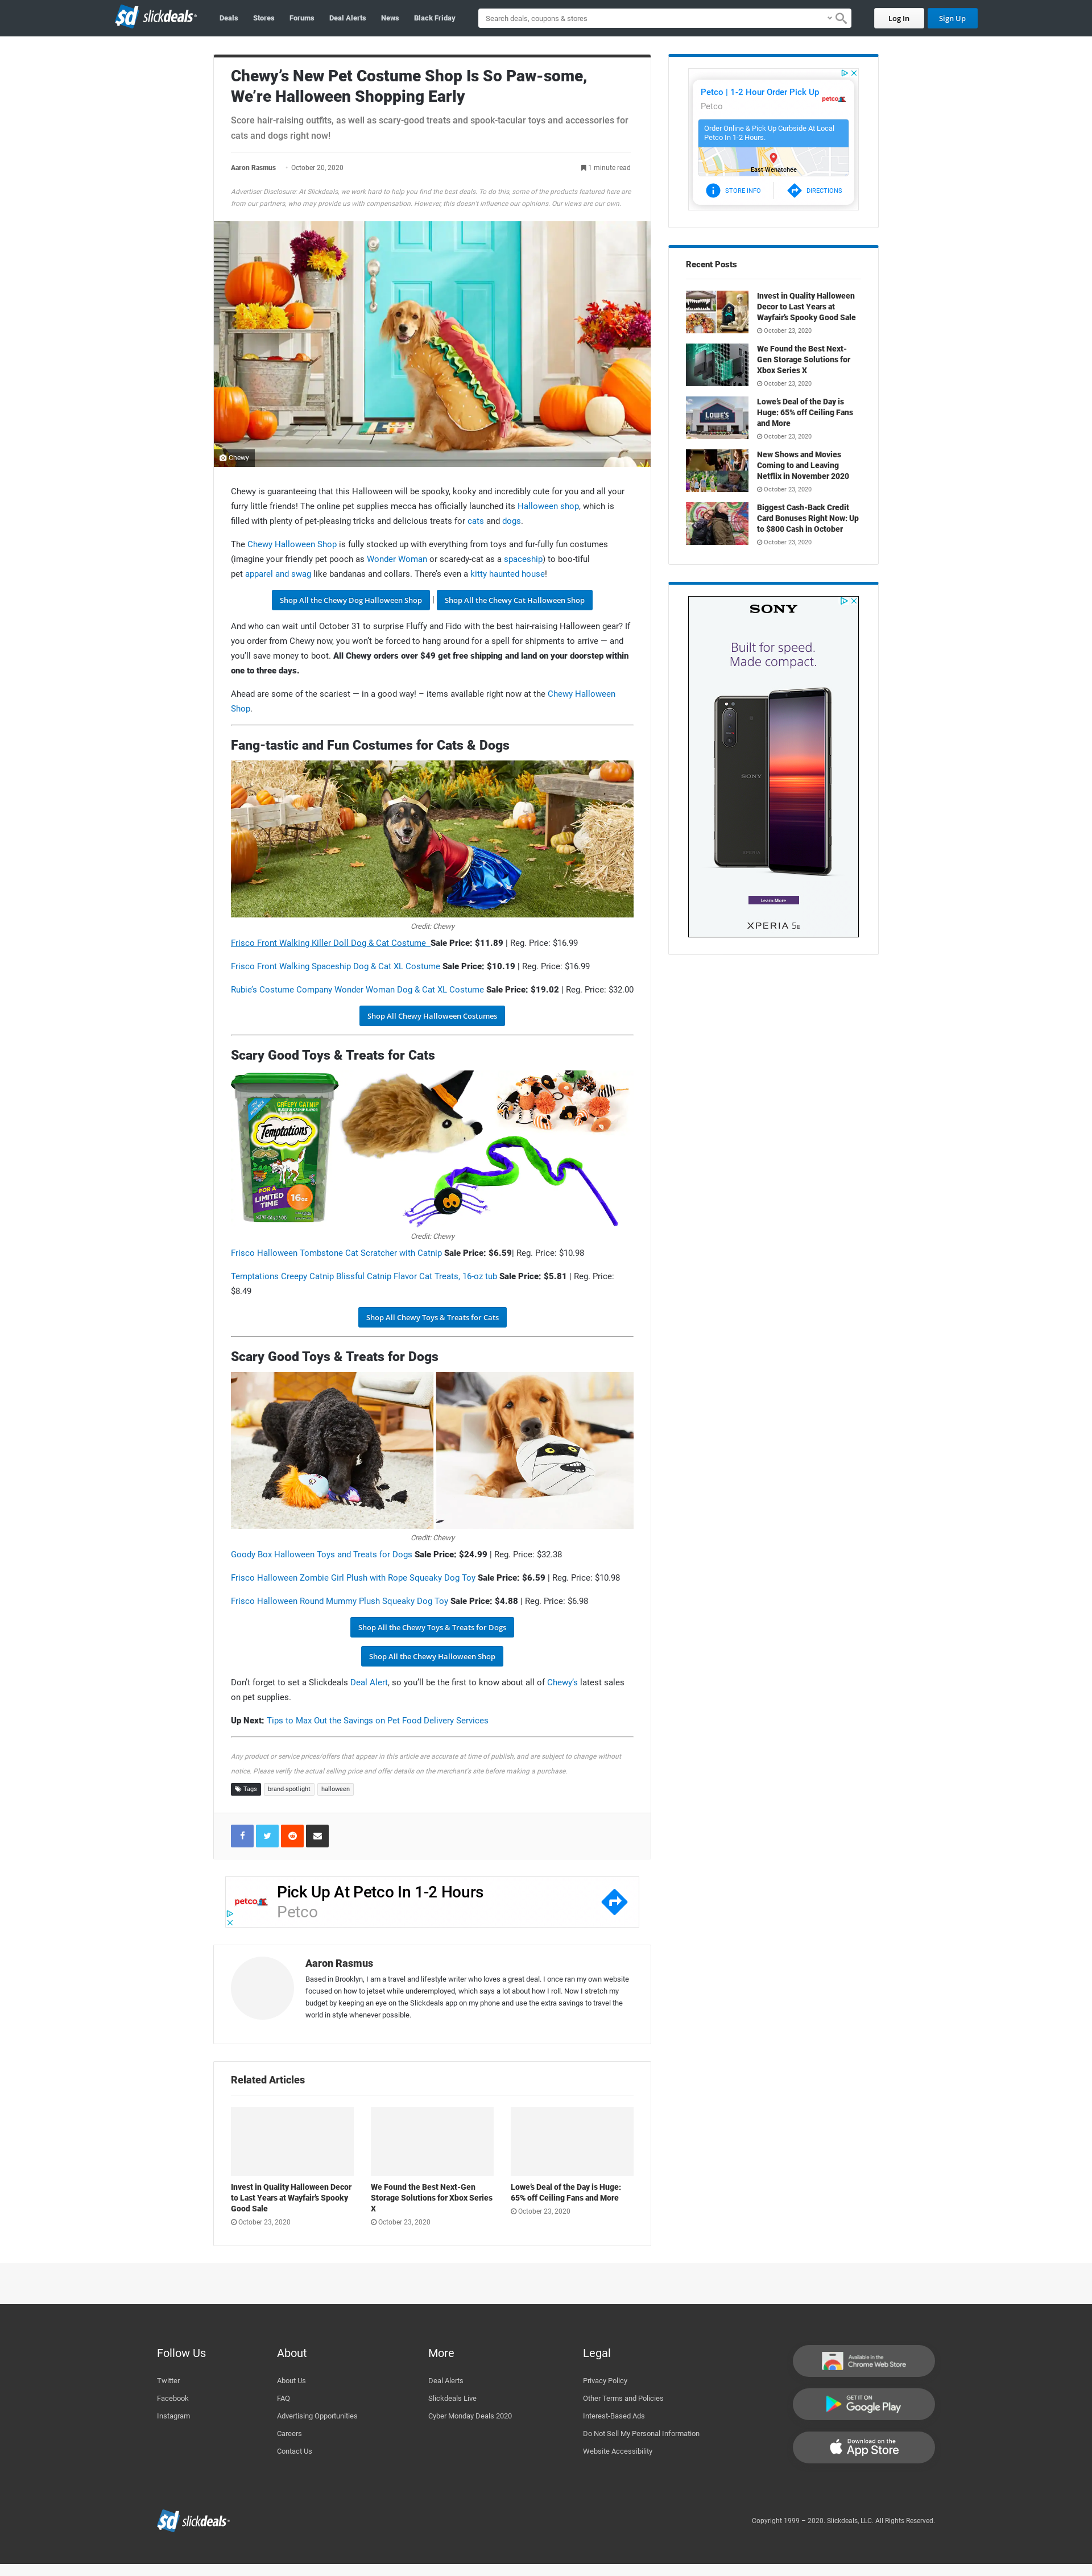 sd slickdeals
Deals Stores Forums Deal Alerts News Black Friday
Search deals, coupons & stores
Log In Sign Up
Chewy's New Pet Costume Shop Is So Paw-some,
We're Halloween Shopping Early
Score hair-raising outfits, as well as scary-good treats and spook-tacular toys and accessories for
cats and dogs right now!
Aaron Rasmus - October 20, 2020 1 minute read
Advertiser Disclosure: At Slickdeals, we work hard to help you find the best deals. To do this, some of the products featured here are
from our partners, who may provide us with compensation. However, this doesn't influence our opinions. Our views are our own.
Chewy
Chewy is guaranteeing that this Halloween will be spooky, kooky and incredibly cute for you and all your
furry little friends! The online pet supplies mecca has officially launched its Halloween shop, which is
filled with plenty of pet-pleasing tricks and delicious treats for cats and dogs.
The Chewy Halloween Shop is fully stocked up with everything from toys and fur-fully fun costumes
(imagine your friendly pet pooch as Wonder Woman or scaredy-cat as a spaceship) to boo-tiful
pet apparel and swag like bandanas and collars. There's even a kitty haunted house!
Shop All the Chewy Dog Halloween Shop | Shop All the Chewy Cat Halloween Shop
And who can wait until October 31 to surprise Fluffy and Fido with the best hair-raising Halloween gear? If
you order from Chewy now, you won't be forced to hang around for a spell for shipments to arrive — and
you'll save money to boot. All Chewy orders over $49 get free shipping and land on your doorstep within
one to three days.
Ahead are some of the scariest — in a good way! – items available right now at the Chewy Halloween
Shop.
Fang-tastic and Fun Costumes for Cats & Dogs
Credit: Chewy
Frisco Front Walking Killer Doll Dog & Cat Costume Sale Price: $11.89 | Reg. Price: $16.99
Frisco Front Walking Spaceship Dog & Cat XL Costume Sale Price: $10.19 | Reg. Price: $16.99
Rubie's Costume Company Wonder Woman Dog & Cat XL Costume Sale Price: $19.02 | Reg. Price: $32.00
Shop All Chewy Halloween Costumes
Scary Good Toys & Treats for Cats
CREEPY CATNIP
Temptations
FOR A
LIMITED
TIME
16oz
Credit: Chewy
Frisco Halloween Tombstone Cat Scratcher with Catnip Sale Price: $6.59| Reg. Price: $10.98
Temptations Creepy Catnip Blissful Catnip Flavor Cat Treats, 16-oz tub Sale Price: $5.81 | Reg. Price:
$8.49
Shop All Chewy Toys & Treats for Cats
Scary Good Toys & Treats for Dogs
Credit: Chewy
Goody Box Halloween Toys and Treats for Dogs Sale Price: $24.99 | Reg. Price: $32.38
Frisco Halloween Zombie Girl Plush with Rope Squeaky Dog Toy Sale Price: $6.59 | Reg. Price: $10.98
Frisco Halloween Round Mummy Plush Squeaky Dog Toy Sale Price: $4.88 | Reg. Price: $6.98
Shop All the Chewy Toys & Treats for Dogs
Shop All the Chewy Halloween Shop
Don't forget to set a Slickdeals Deal Alert, so you'll be the first to know about all of Chewy's latest sales
on pet supplies.
Up Next: Tips to Max Out the Savings on Pet Food Delivery Services
Any product or service prices/offers that appear in this article are accurate at time of publish, and are subject to change without
notice. Please verify the actual selling price and offer details on the merchant's site before making a purchase.
Tags brand-spotlight halloween
petco
Pick Up At Petco In 1-2 Hours
Petco
Aaron Rasmus
Based in Brooklyn, I am a travel and lifestyle writer who loves a great deal. I once ran my own website
focused on how to jetset while underemployed, which says a lot about how I roll. Now I stretch my
budget by keeping an eye on the Slickdeals app on my phone and use the extra savings to travel the
world in style whenever possible.
Related Articles
Invest in Quality Halloween Decor
to Last Years at Wayfair's Spooky
Good Sale
October 23, 2020
We Found the Best Next-Gen
Storage Solutions for Xbox Series
X
October 23, 2020
Lowe's Deal of the Day is Huge:
65% off Ceiling Fans and More
October 23, 2020
Petco | 1-2 Hour Order Pick Up
Petco
petco
Order Online & Pick Up Curbside At Local
Petco In 1-2 Hours.
East Wenatchee
STORE INFO DIRECTIONS
Recent Posts
Invest in Quality Halloween
Decor to Last Years at
Wayfair's Spooky Good Sale
October 23, 2020
We Found the Best Next-
Gen Storage Solutions for
Xbox Series X
October 23, 2020
LOWE'S
Lowe's Deal of the Day is
Huge: 65% off Ceiling Fans
and More
October 23, 2020
New Shows and Movies
Coming to and Leaving
Netflix in November 2020
October 23, 2020
Biggest Cash-Back Credit
Card Bonuses Right Now: Up
to $800 Cash in October
October 23, 2020
SONY
Built for speed.
Made compact.
SONY
XPERIA
Learn More
XPERIA 5 II
Follow Us
Twitter
Facebook
Instagram
About
About Us
FAQ
Advertising Opportunities
Careers
Contact Us
More
Deal Alerts
Slickdeals Live
Cyber Monday Deals 2020
Legal
Privacy Policy
Other Terms and Policies
Interest-Based Ads
Do Not Sell My Personal Information
Website Accessibility
Available in the
Chrome Web Store
GET IT ON
Google Play
Download on the
App Store
sd slickdeals
Copyright 1999 – 2020. Slickdeals, LLC. All Rights Reserved.